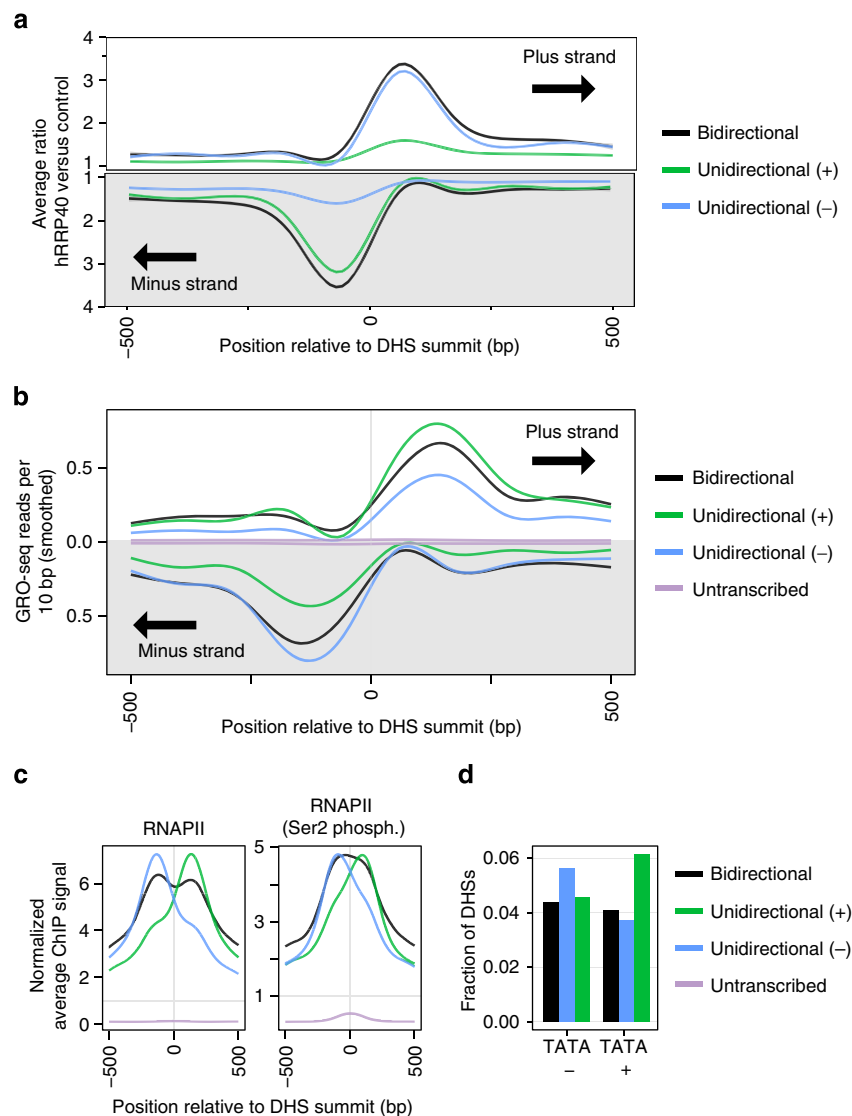 a
4
3
2
1
1
2
3
4
Average ratio
hRRP40 versus control
Plus strand
Minus strand
–500
0
500
Position relative to DHS summit (bp)
Bidirectional
Unidirectional (+)
Unidirectional (–)
b
0.5
0.0
0.5
GRO-seq reads per
10 bp (smoothed)
Plus strand
Minus strand
–500
0
500
Position relative to DHS summit (bp)
Bidirectional
Unidirectional (+)
Unidirectional (–)
Untranscribed
c
RNAPII
RNAPII
(Ser2 phosph.)
Normalized
average ChIP signal
6
4
2
0
5
3
1
–500
0
500
–500
0
500
Position relative to DHS summit (bp)
d
Fraction of DHSs
0.06
0.04
0.02
0.00
TATA
–
TATA
+
Bidirectional
Unidirectional (+)
Unidirectional (–)
Untranscribed